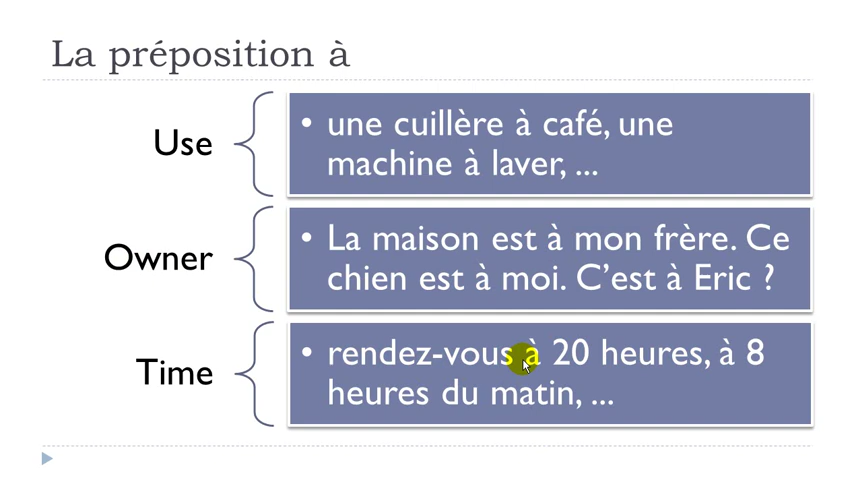 La préposition à
Use
• une cuillère à café, une
machine à laver, ...
Owner
• La maison est à mon frère. Ce
chien est à moi. C’est à Eric ?
Time
• rendez-vous à 20 heures, à 8
heures du matin, ...